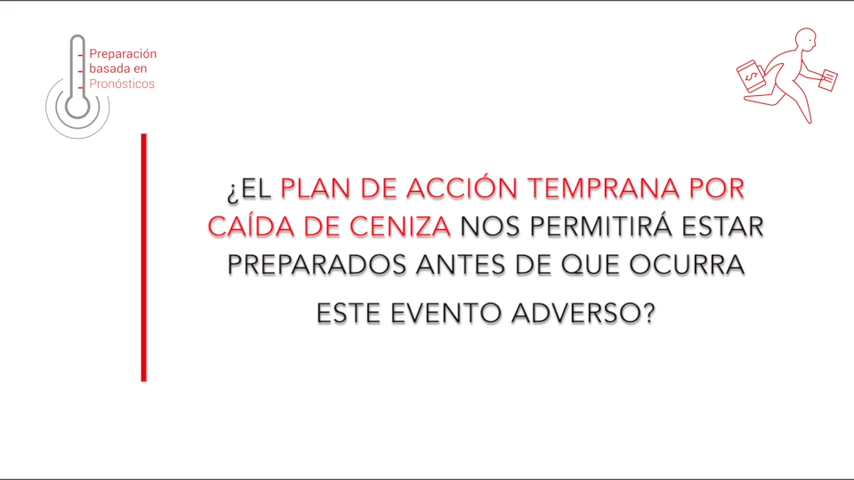 Preparación
basada en
Pronósticos
¿EL PLAN DE ACCIÓN TEMPRANA POR
CAÍDA DE CENIZA NOS PERMITIRÁ ESTAR
PREPARADOS ANTES DE QUE OCURRA
ESTE EVENTO ADVERSO?